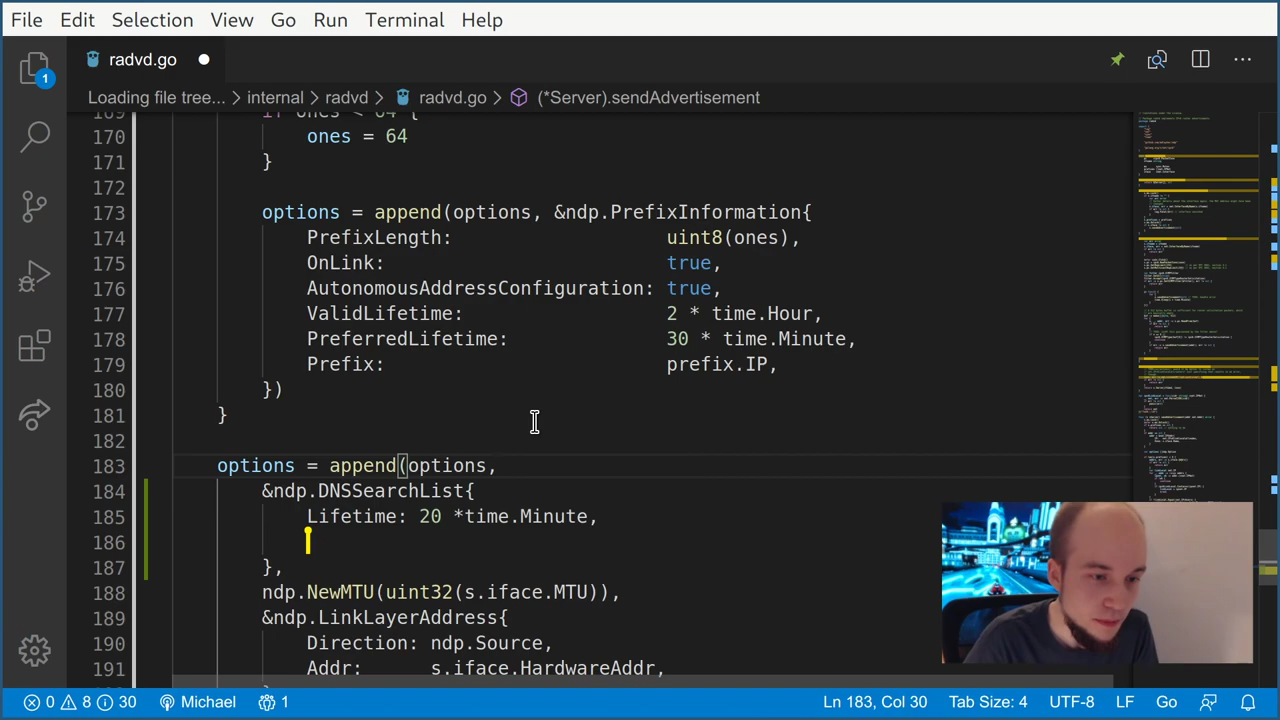 File Edit Selection View Go Run Terminal Help
radvd.go
Loading file tree... > internal > radvd > radvd.go > (*Server).sendAdvertisement
169 if ones < 64 {
170 ones = 64
171 }
172
173 options = append(options, &ndp.PrefixInformation{
174 PrefixLength: uint8(ones),
175 OnLink: true,
176 AutonomousAddressConfiguration: true,
177 ValidLifetime: 2 * time.Hour,
178 PreferredLifetime: 30 * time.Minute,
179 Prefix: prefix.IP,
180 })
181 }
182
183 options = append(options,
184 &ndp.DNSSearchList{
185 Lifetime: 20 *time.Minute,
186
187 },
188 ndp.NewMTU(uint32(s.iface.MTU)),
189 &ndp.LinkLayerAddress{
190 Direction: ndp.Source,
191 Addr: s.iface.HardwareAddr,
1
0 8 30 Michael 1 Ln 183, Col 30 Tab Size: 4 UTF-8 LF Go